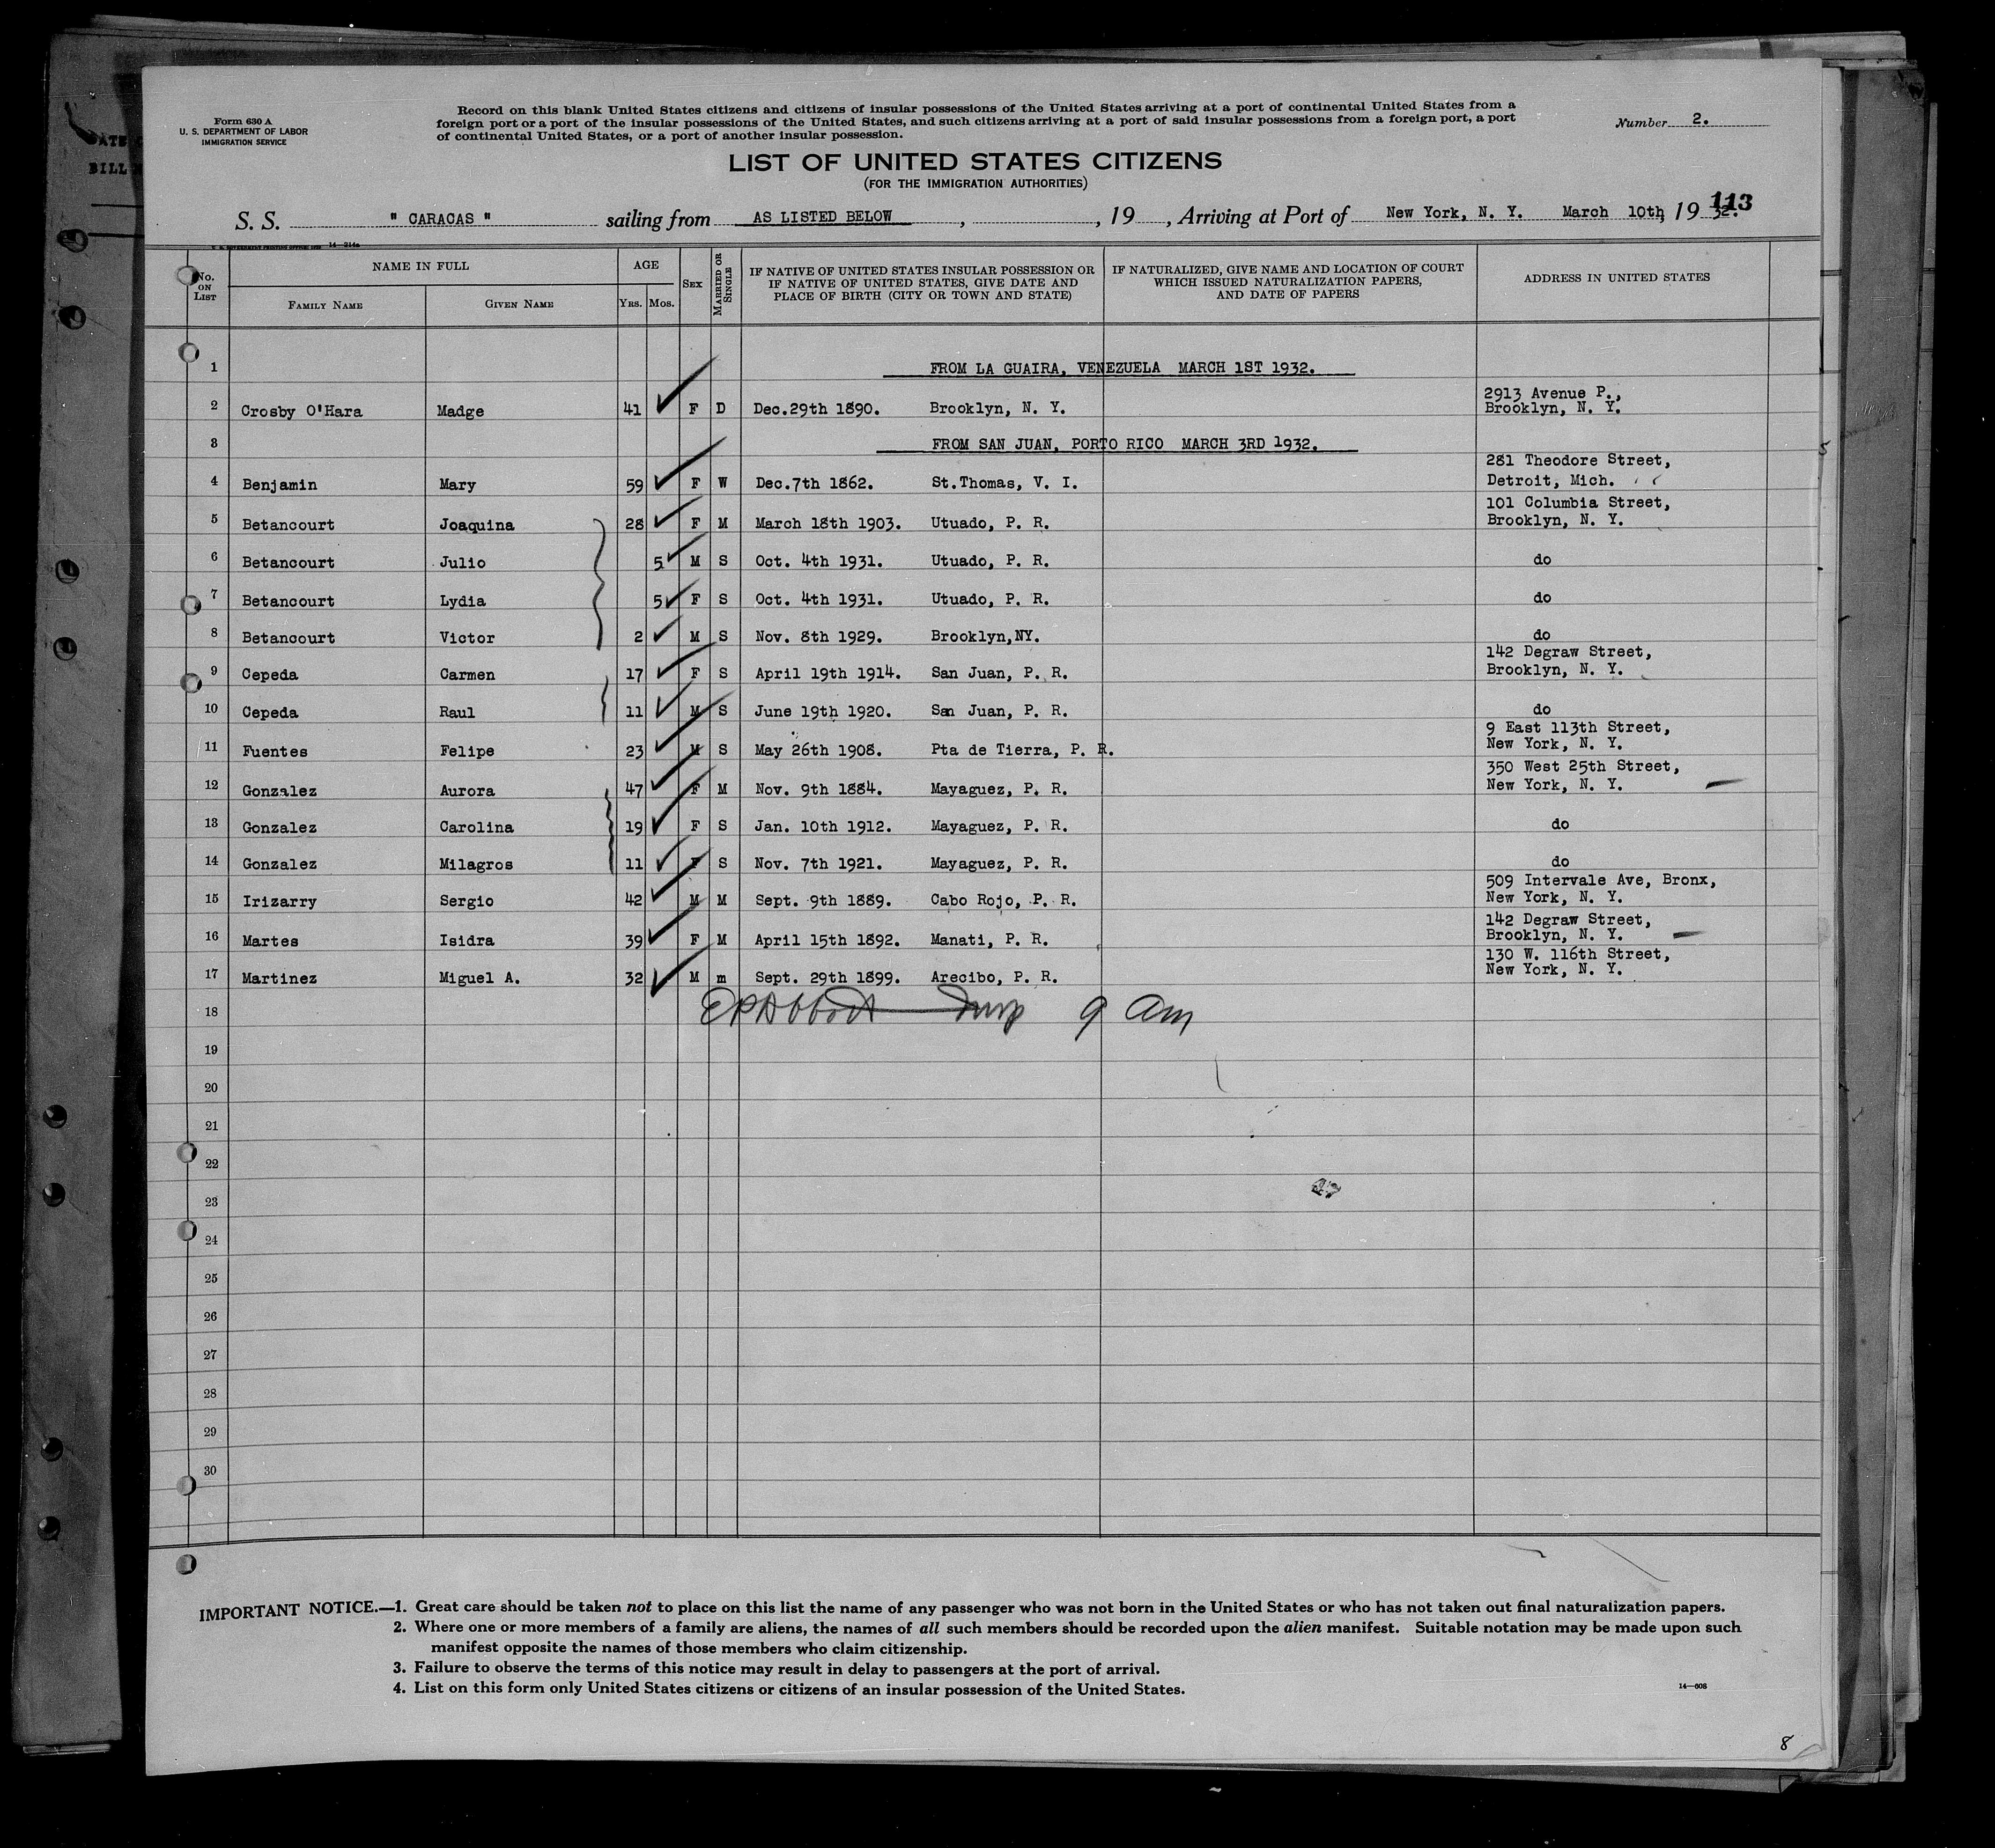 Form 630 A
U. S. DEPARTMENT OF LABOR
IMMIGRATION SERVICE
Record on this blank United States citizens and citizens of insular possessions of the United States arriving at a port of continental United States from a
foreign port or a port of the insular possessions of the United States, and such citizens arriving at a port of said insular possessions from a foreign port, a port
of continental United States, or a port of another insular possession.
Number 2.
LIST OF UNITED STATES CITIZENS
(FOR THE IMMIGRATION AUTHORITIES)
113
S. S. " CARACAS " sailing from AS LISTED BELOW , , 19 , Arriving at Port of New York, N. Y. March 10th, 1932.
14—214a
No. ON LIST
NAME IN FULL
FAMILY NAME
GIVEN NAME
AGE
YRS.
MOS.
SEX
MARRIED OR SINGLE
IF NATIVE OF UNITED STATES INSULAR POSSESSION OR
IF NATIVE OF UNITED STATES, GIVE DATE AND
PLACE OF BIRTH (CITY OR TOWN AND STATE)
IF NATURALIZED, GIVE NAME AND LOCATION OF COURT
WHICH ISSUED NATURALIZATION PAPERS,
AND DATE OF PAPERS
ADDRESS IN UNITED STATES
1 FROM LA GUAIRA, VENEZUELA MARCH 1ST 1932.
2 Crosby O'Hara Madge 41 F D Dec.29th 1890. Brooklyn, N. Y. 2913 Avenue P.,
Brooklyn, N. Y.
3 FROM SAN JUAN, PORTO RICO MARCH 3RD 1932.
4 Benjamin Mary 59 F W Dec.7th 1862. St.Thomas, V. I. 281 Theodore Street,
Detroit, Mich.
5 Betancourt Joaquina 28 F M March 18th 1903. Utuado, P. R. 101 Columbia Street,
Brooklyn, N. Y.
6 Betancourt Julio 5 M S Oct. 4th 1931. Utuado, P. R. do
7 Betancourt Lydia 5 F S Oct. 4th 1931. Utuado, P. R. do
8 Betancourt Victor 2 M S Nov. 8th 1929. Brooklyn,NY. do
9 Cepeda Carmen 17 F S April 19th 1914. San Juan, P. R. 142 Degraw Street,
Brooklyn, N. Y.
10 Cepeda Raul 11 M S June 19th 1920. San Juan, P. R. do
11 Fuentes Felipe 23 M S May 26th 1908. Pta de Tierra, P. R. 9 East 113th Street,
New York, N. Y.
12 Gonzalez Aurora 47 F M Nov. 9th 1884. Mayaguez, P. R. 350 West 25th Street,
New York, N. Y.
13 Gonzalez Carolina 19 F S Jan. 10th 1912. Mayaguez, P. R. do
14 Gonzalez Milagros 11 F S Nov. 7th 1921. Mayaguez, P. R. do
15 Irizarry Sergio 42 M M Sept. 9th 1889. Cabo Rojo, P. R. 509 Intervale Ave, Bronx,
New York, N. Y.
16 Martes Isidra 39 F M April 15th 1892. Manati, P. R. 142 Degraw Street,
Brooklyn, N. Y.
17 Martinez Miguel A. 32 M m Sept. 29th 1899. Arecibo, P. R. 130 W. 116th Street,
New York, N. Y.
18 9 am
19
20
21
22
23
24
25
26
27
28
29
30
IMPORTANT NOTICE.—1. Great care should be taken not to place on this list the name of any passenger who was not born in the United States or who has not taken out final naturalization papers.
2. Where one or more members of a family are aliens, the names of all such members should be recorded upon the alien manifest. Suitable notation may be made upon such
manifest opposite the names of those members who claim citizenship.
3. Failure to observe the terms of this notice may result in delay to passengers at the port of arrival.
4. List on this form only United States citizens or citizens of an insular possession of the United States.
14—608
8